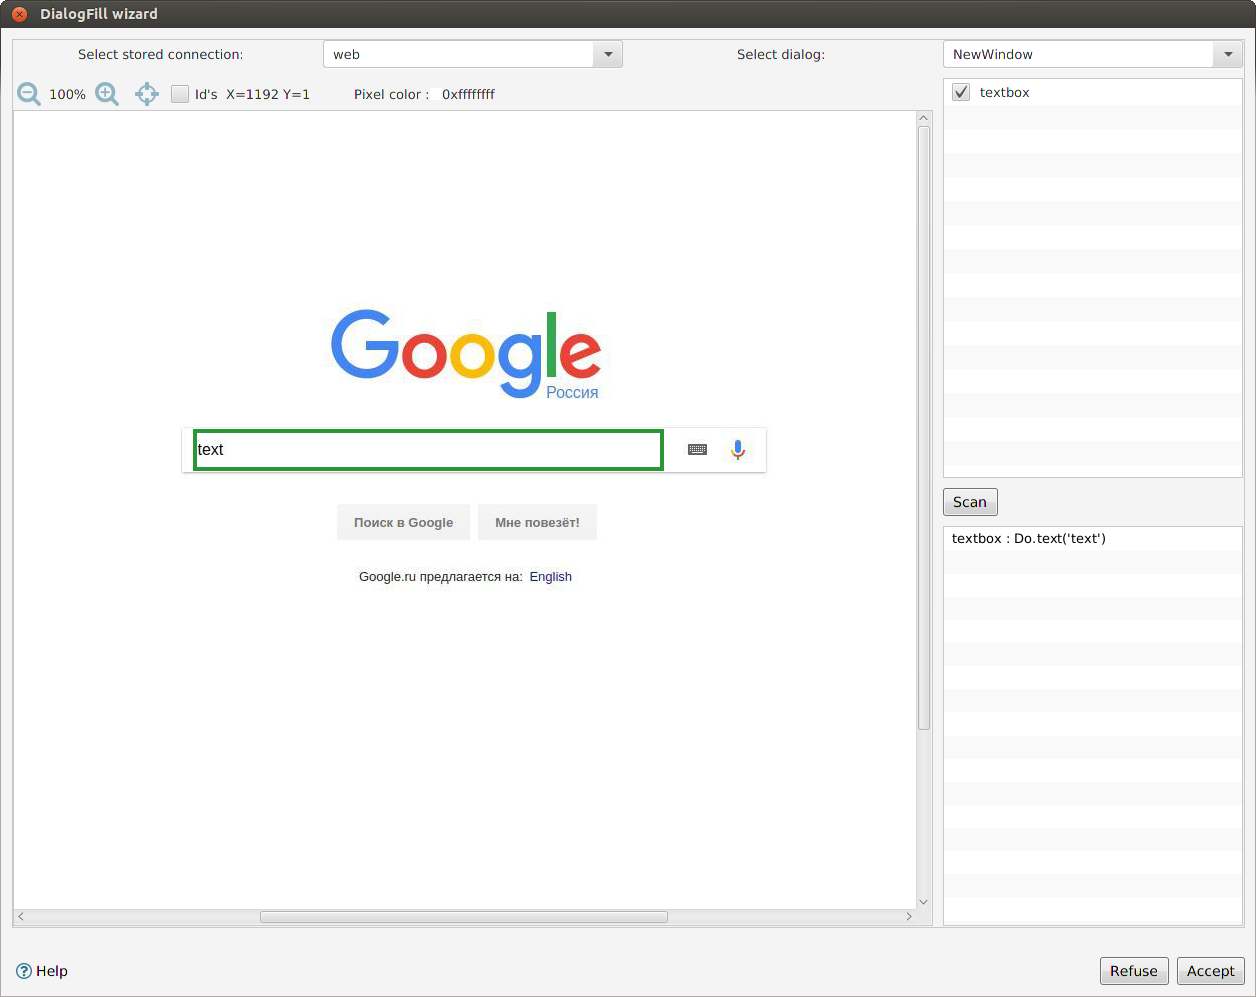 DialogFill wizard
Select stored connection: web Select dialog: NewWindow
100% Id's X=1192 Y=1 Pixel color : 0xffffffff
textbox
Google
Россия
text
Поиск в Google Мне повезёт!
Google.ru предлагается на: English
Scan
textbox : Do.text('text')
Help Refuse Accept